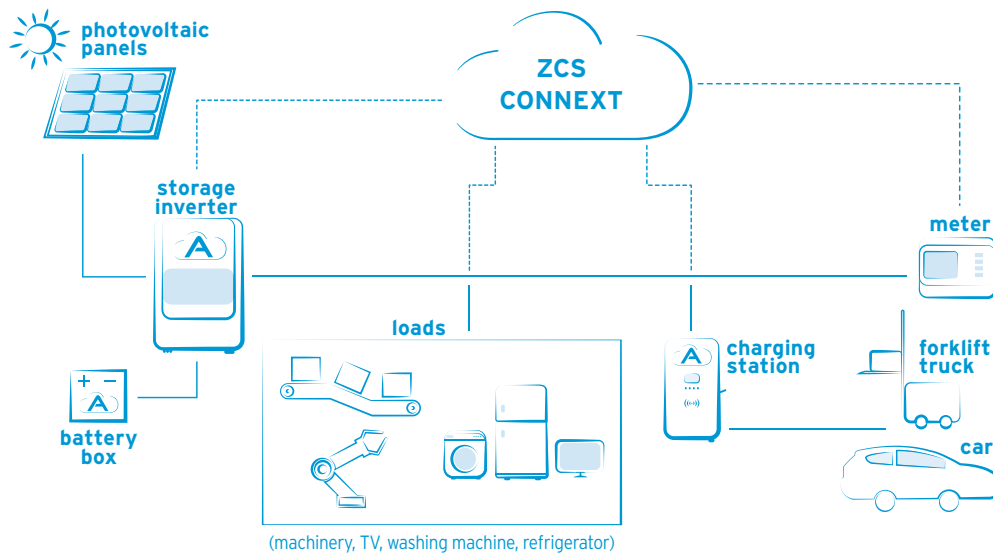 photovoltaic
panels
ZCS
CONNEXT
storage
inverter
meter
loads
charging
station
forklift
truck
battery
box
car
(machinery, TV, washing machine, refrigerator)